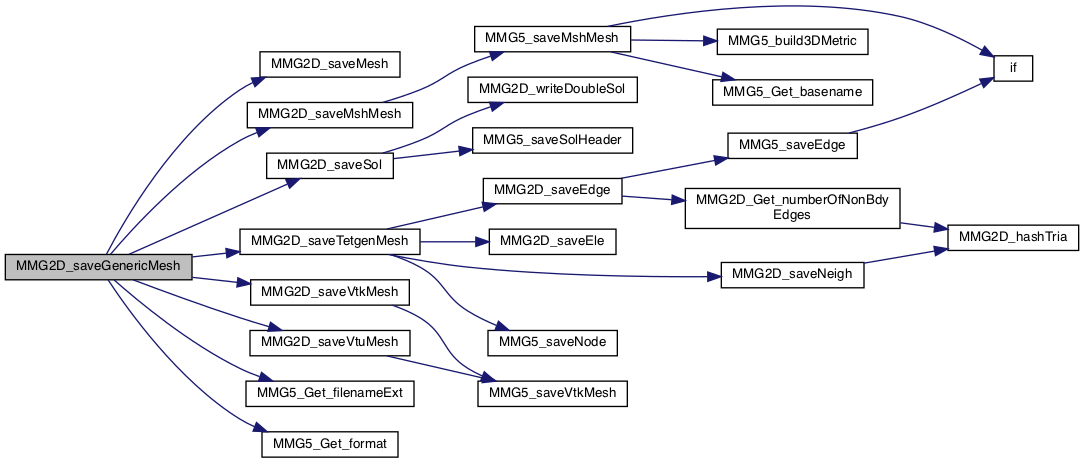 MMG2D_saveGenericMesh
MMG2D_saveMesh
MMG2D_saveMshMesh
MMG2D_saveSol
MMG2D_saveTetgenMesh
MMG2D_saveVtkMesh
MMG2D_saveVtuMesh
MMG5_Get_filenameExt
MMG5_Get_format
MMG5_saveMshMesh
MMG2D_writeDoubleSol
MMG5_saveSolHeader
MMG2D_saveEdge
MMG2D_saveEle
MMG5_saveNode
MMG5_saveVtkMesh
MMG5_build3DMetric
MMG5_Get_basename
MMG5_saveEdge
MMG2D_Get_numberOfNonBdy
Edges
MMG2D_saveNeigh
if
MMG2D_hashTria